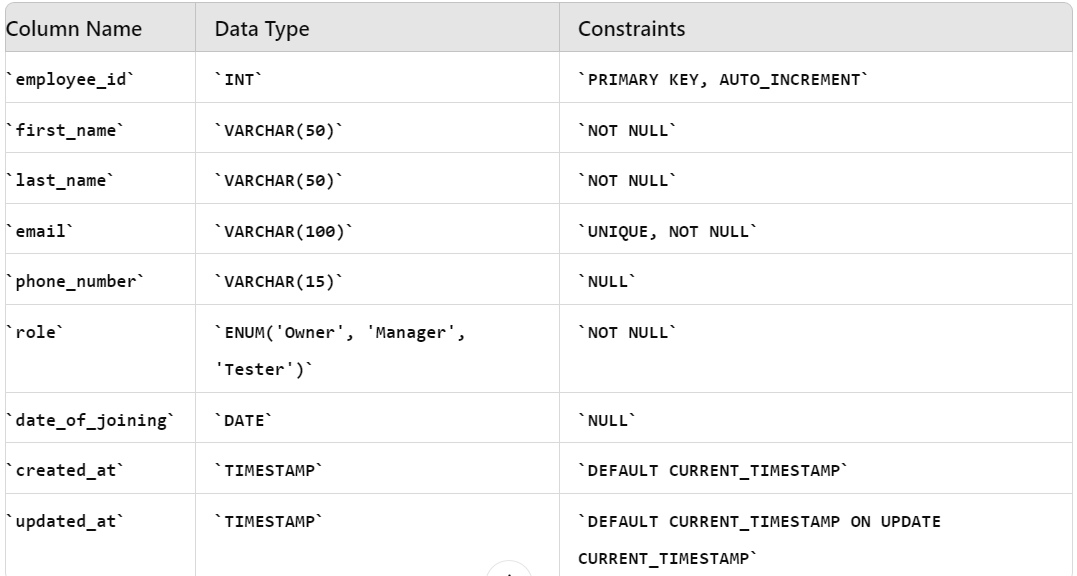 Column Name Data Type Constraints
`employee_id` `INT` `PRIMARY KEY, AUTO_INCREMENT`
`first_name` `VARCHAR(50)` `NOT NULL`
`last_name` `VARCHAR(50)` `NOT NULL`
`email` `VARCHAR(100)` `UNIQUE, NOT NULL`
`phone_number` `VARCHAR(15)` `NULL`
`role` `ENUM('Owner', 'Manager', `NOT NULL`
'Tester')`
`date_of_joining` `DATE` `NULL`
`created_at` `TIMESTAMP` `DEFAULT CURRENT_TIMESTAMP`
`updated_at` `TIMESTAMP` `DEFAULT CURRENT_TIMESTAMP ON UPDATE
CURRENT_TIMESTAMP`